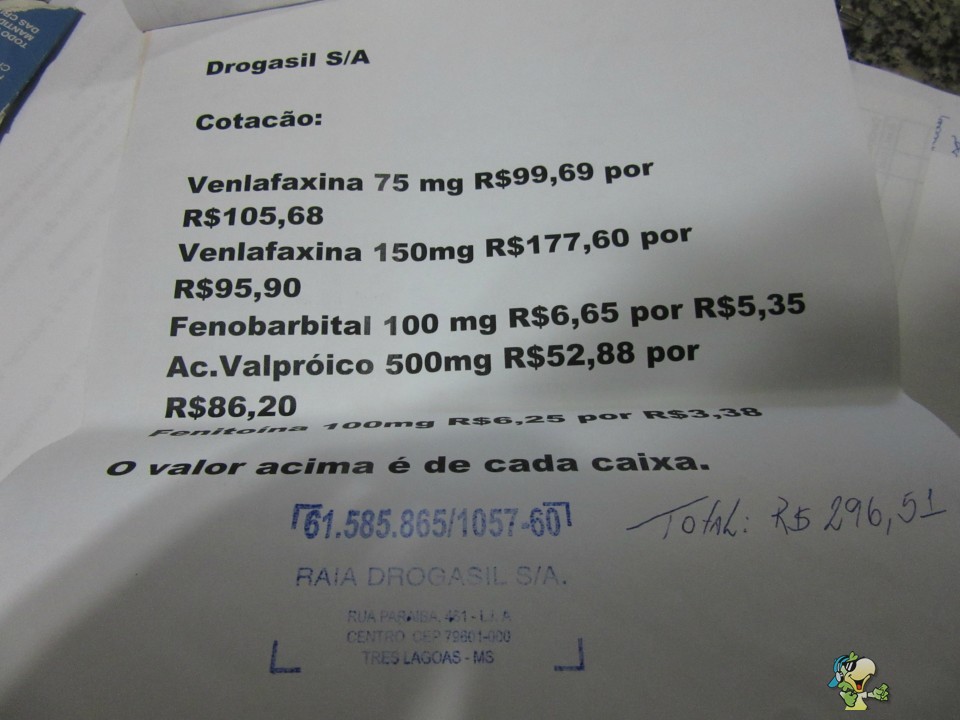 Drogasil S/A
Cotacão:
Venlafaxina 75 mg R$99,69 por
R$105,68
Venlafaxina 150mg R$177,60 por
R$95,90
Fenobarbital 100 mg R$6,65 por R$5,35
Ac.Valpróico 500mg R$52,88 por
R$86,20
Fenitoína 100mg R$6,25 por R$3,38
O valor acima é de cada caixa.
Total: R$ 296,51
61.585.865/1057-60
RAIA DROGASIL S/A.
RUA PARAIBA, 461 - LJ. A
CENTRO CEP 79601-000
TRES LAGOAS - MS
TODO
MANTID